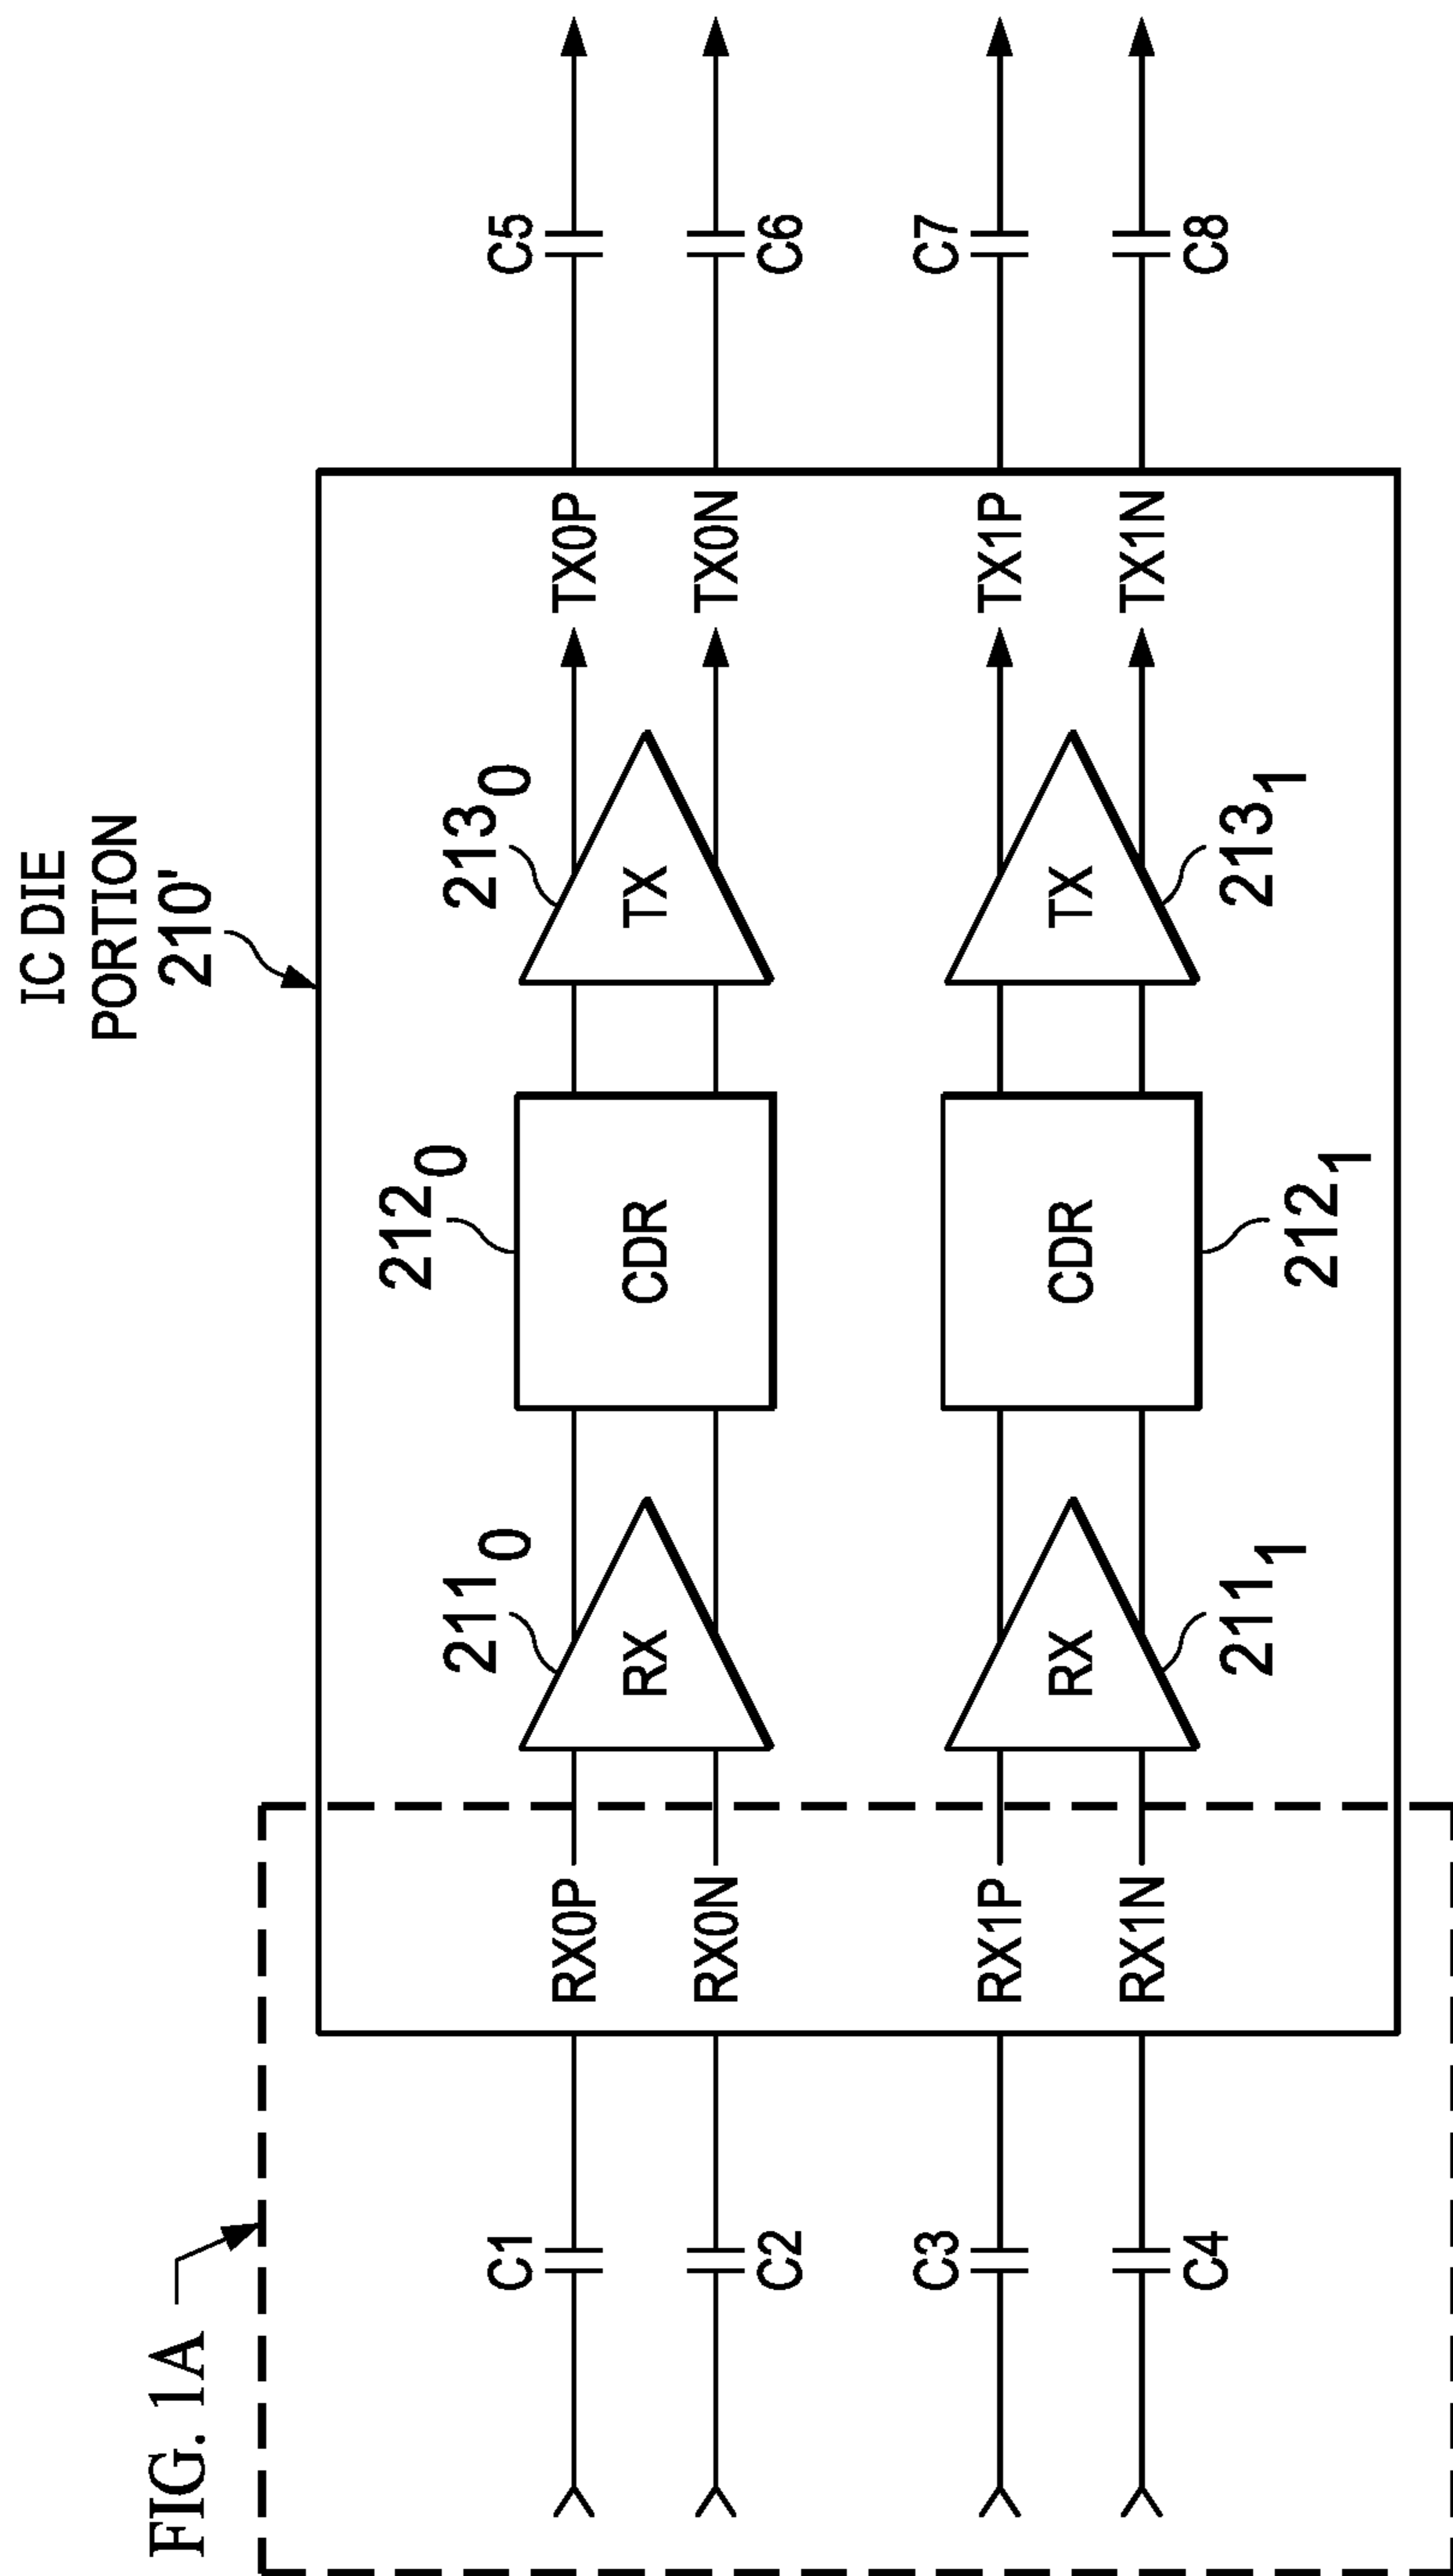 IC DIE
PORTION
210'
FIG. 1A
C1
RX0P
211₀
RX
212₀
CDR
213₀
TX
TX0P
C5
C2
RX0N
TX0N
C6
C3
RX1P
RX
211₁
CDR
212₁
TX
213₁
TX1P
C7
C4
RX1N
TX1N
C8